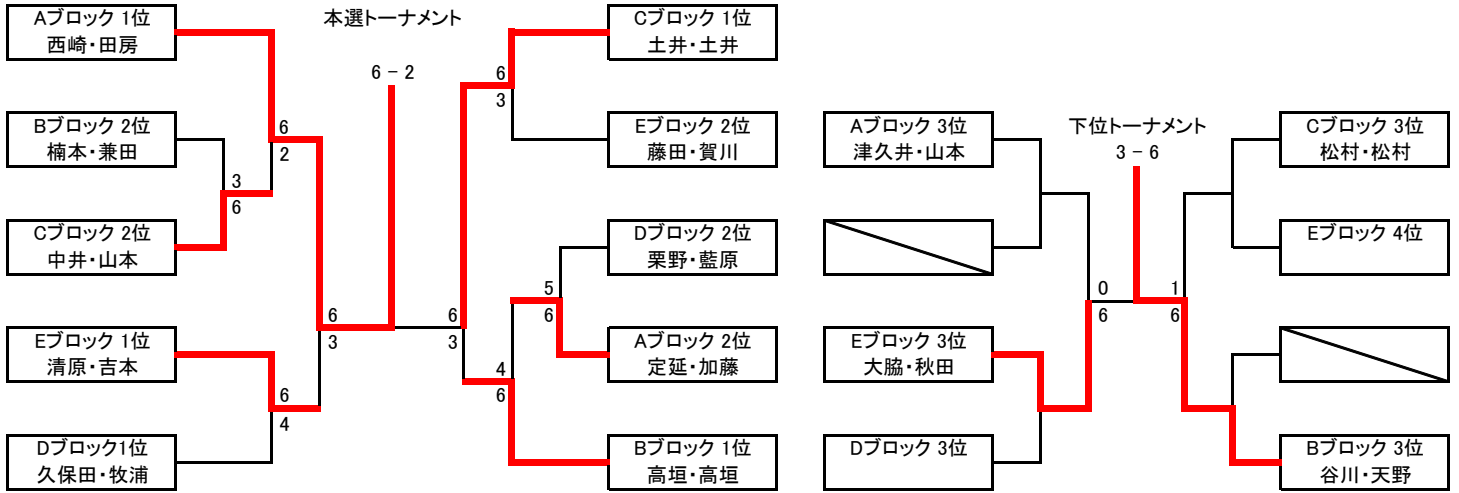 本選トーナメント
6 － 2
Aブロック 1位
西崎・田房
Bブロック 2位
楠本・兼田
Cブロック 2位
中井・山本
Eブロック 1位
清原・吉本
Dブロック1位
久保田・牧浦
3
6
6
2
6
4
6
3
Cブロック 1位
土井・土井
Eブロック 2位
藤田・賀川
Dブロック 2位
栗野・藍原
Aブロック 2位
定延・加藤
Bブロック 1位
高垣・高垣
6
3
5
6
4
6
6
3
下位トーナメント
3 － 6
Aブロック 3位
津久井・山本
Eブロック 3位
大脇・秋田
Dブロック 3位
0
6
1
6
Cブロック 3位
松村・松村
Eブロック 4位
Bブロック 3位
谷川・天野